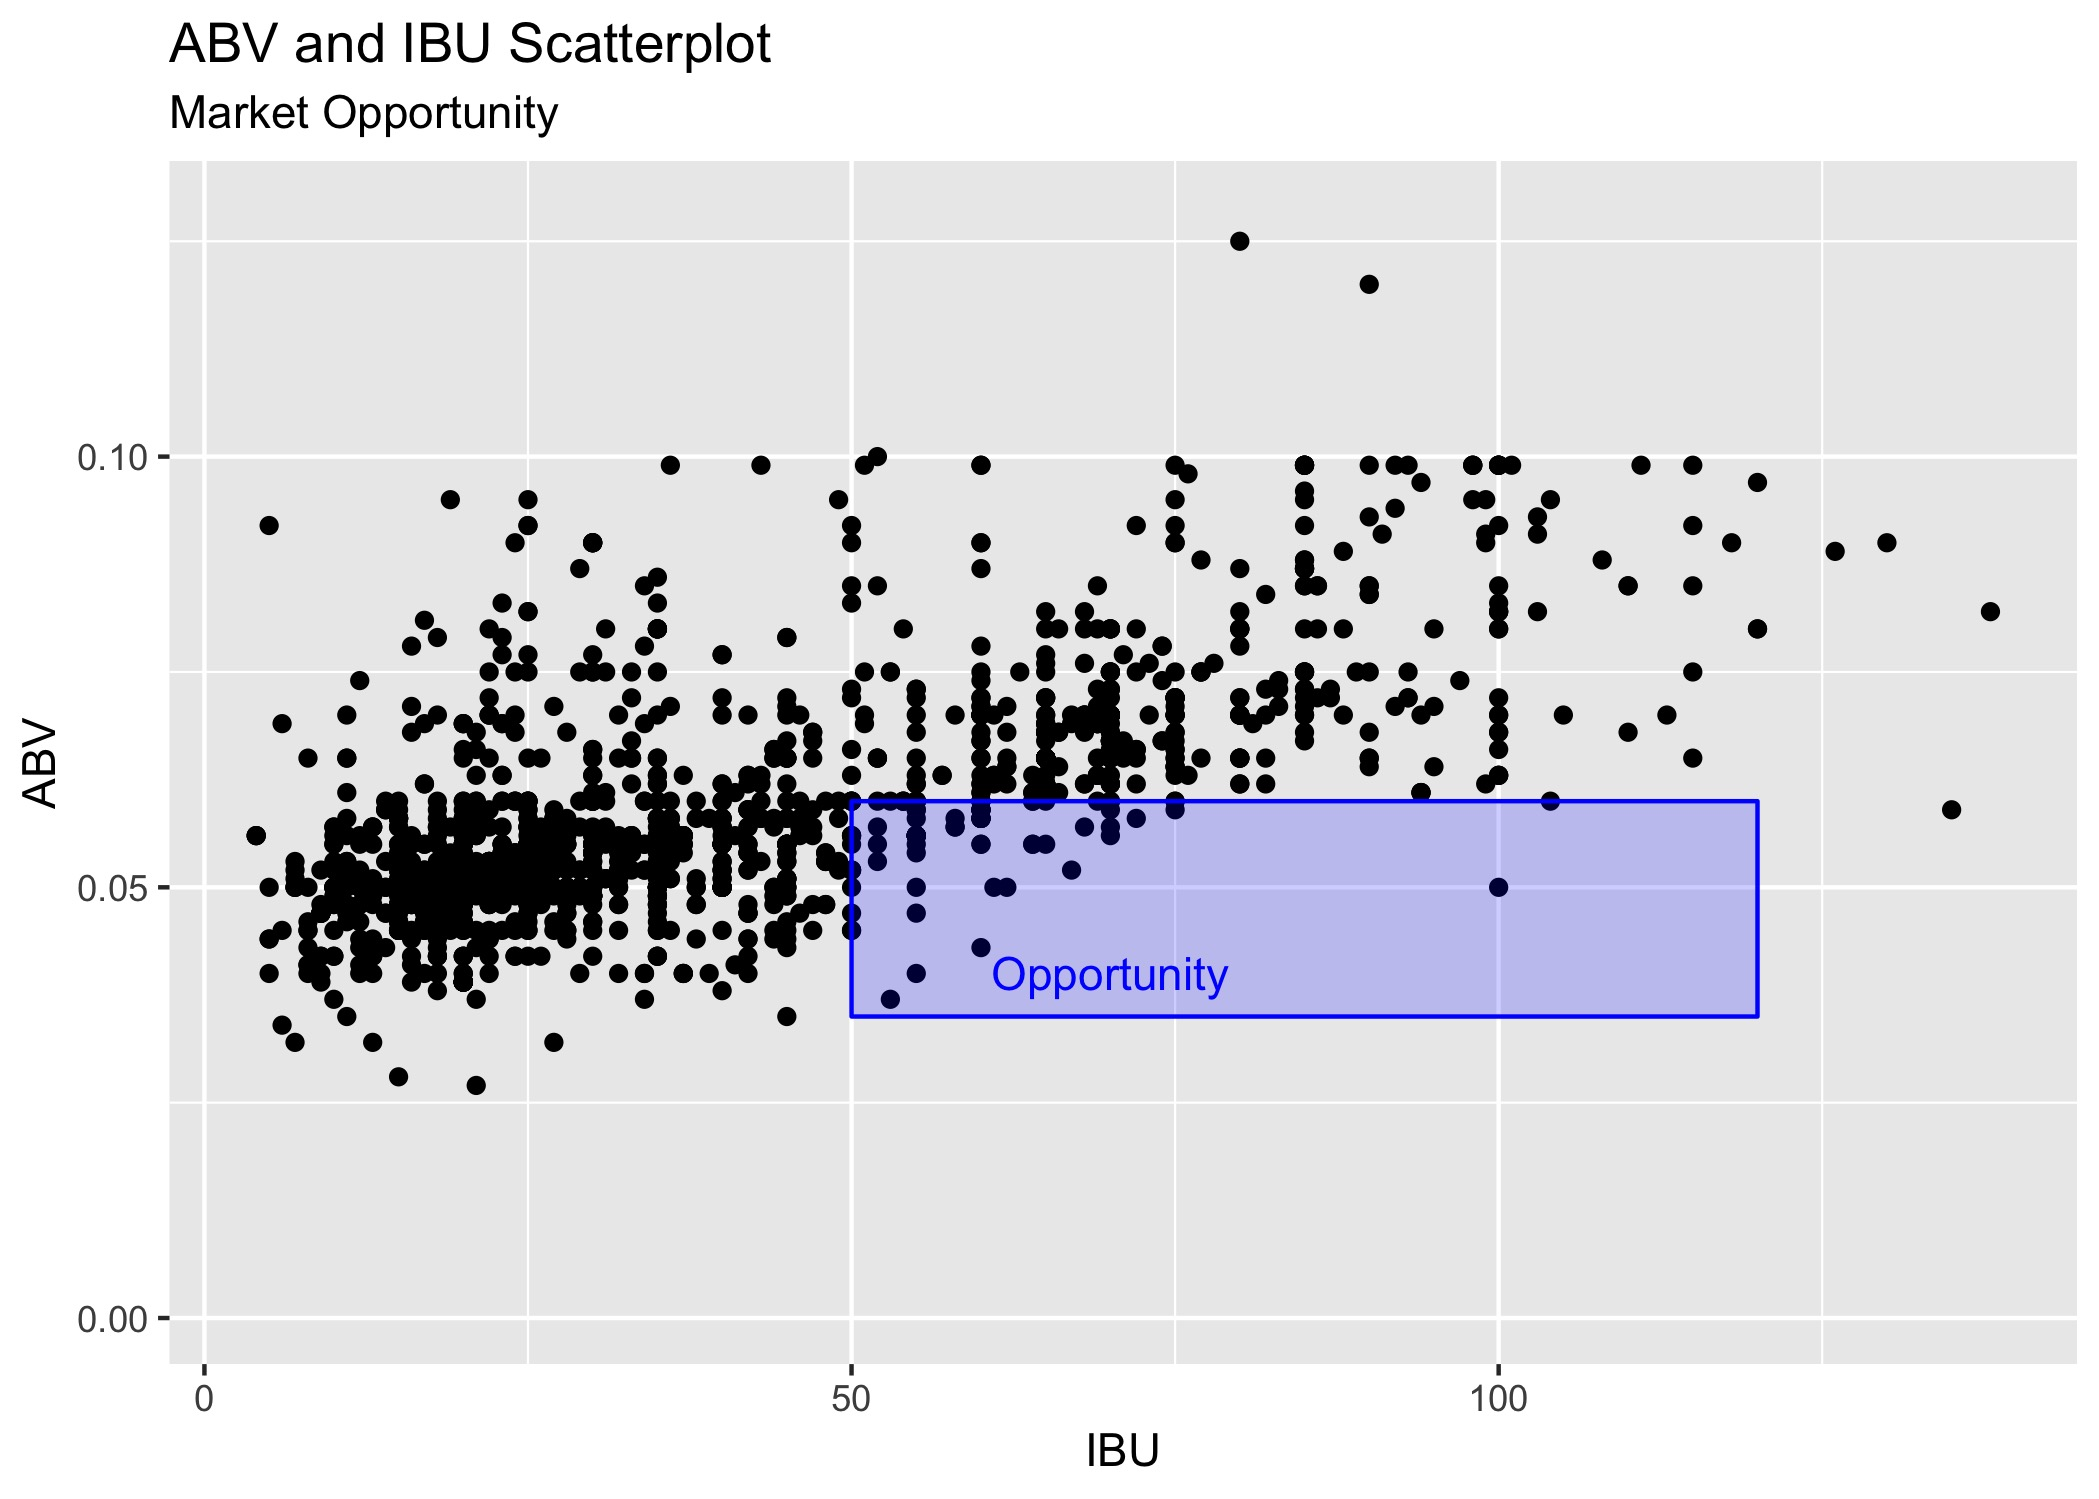 ABV and IBU Scatterplot
Market Opportunity
0.10
0.05
0.00
ABV
Opportunity
0
50
100
IBU